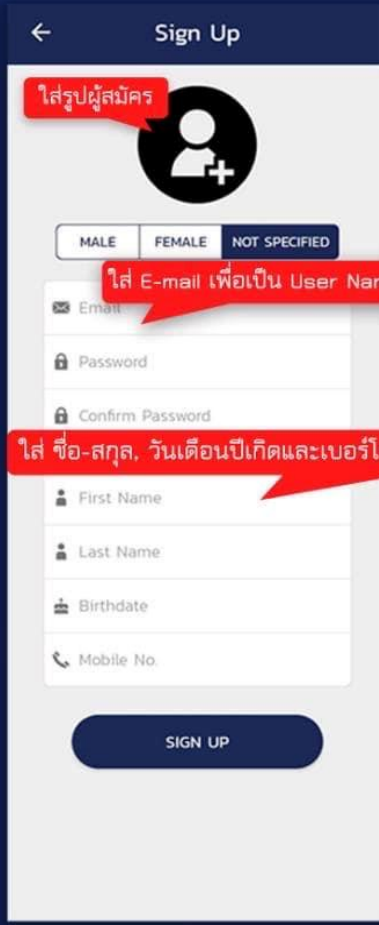 Sign Up
ใส่รูปผู้สมัคร
MALE FEMALE NOT SPECIFIED
ใส่ E-mail เพื่อเป็น User
Email
Password
Confirm Password
ใส่ ชื่อ-สกุล, วันเดือนปีเกิดและเบอร์
First Name
Last Name
Birthdate
Mobile No.
SIGN UP